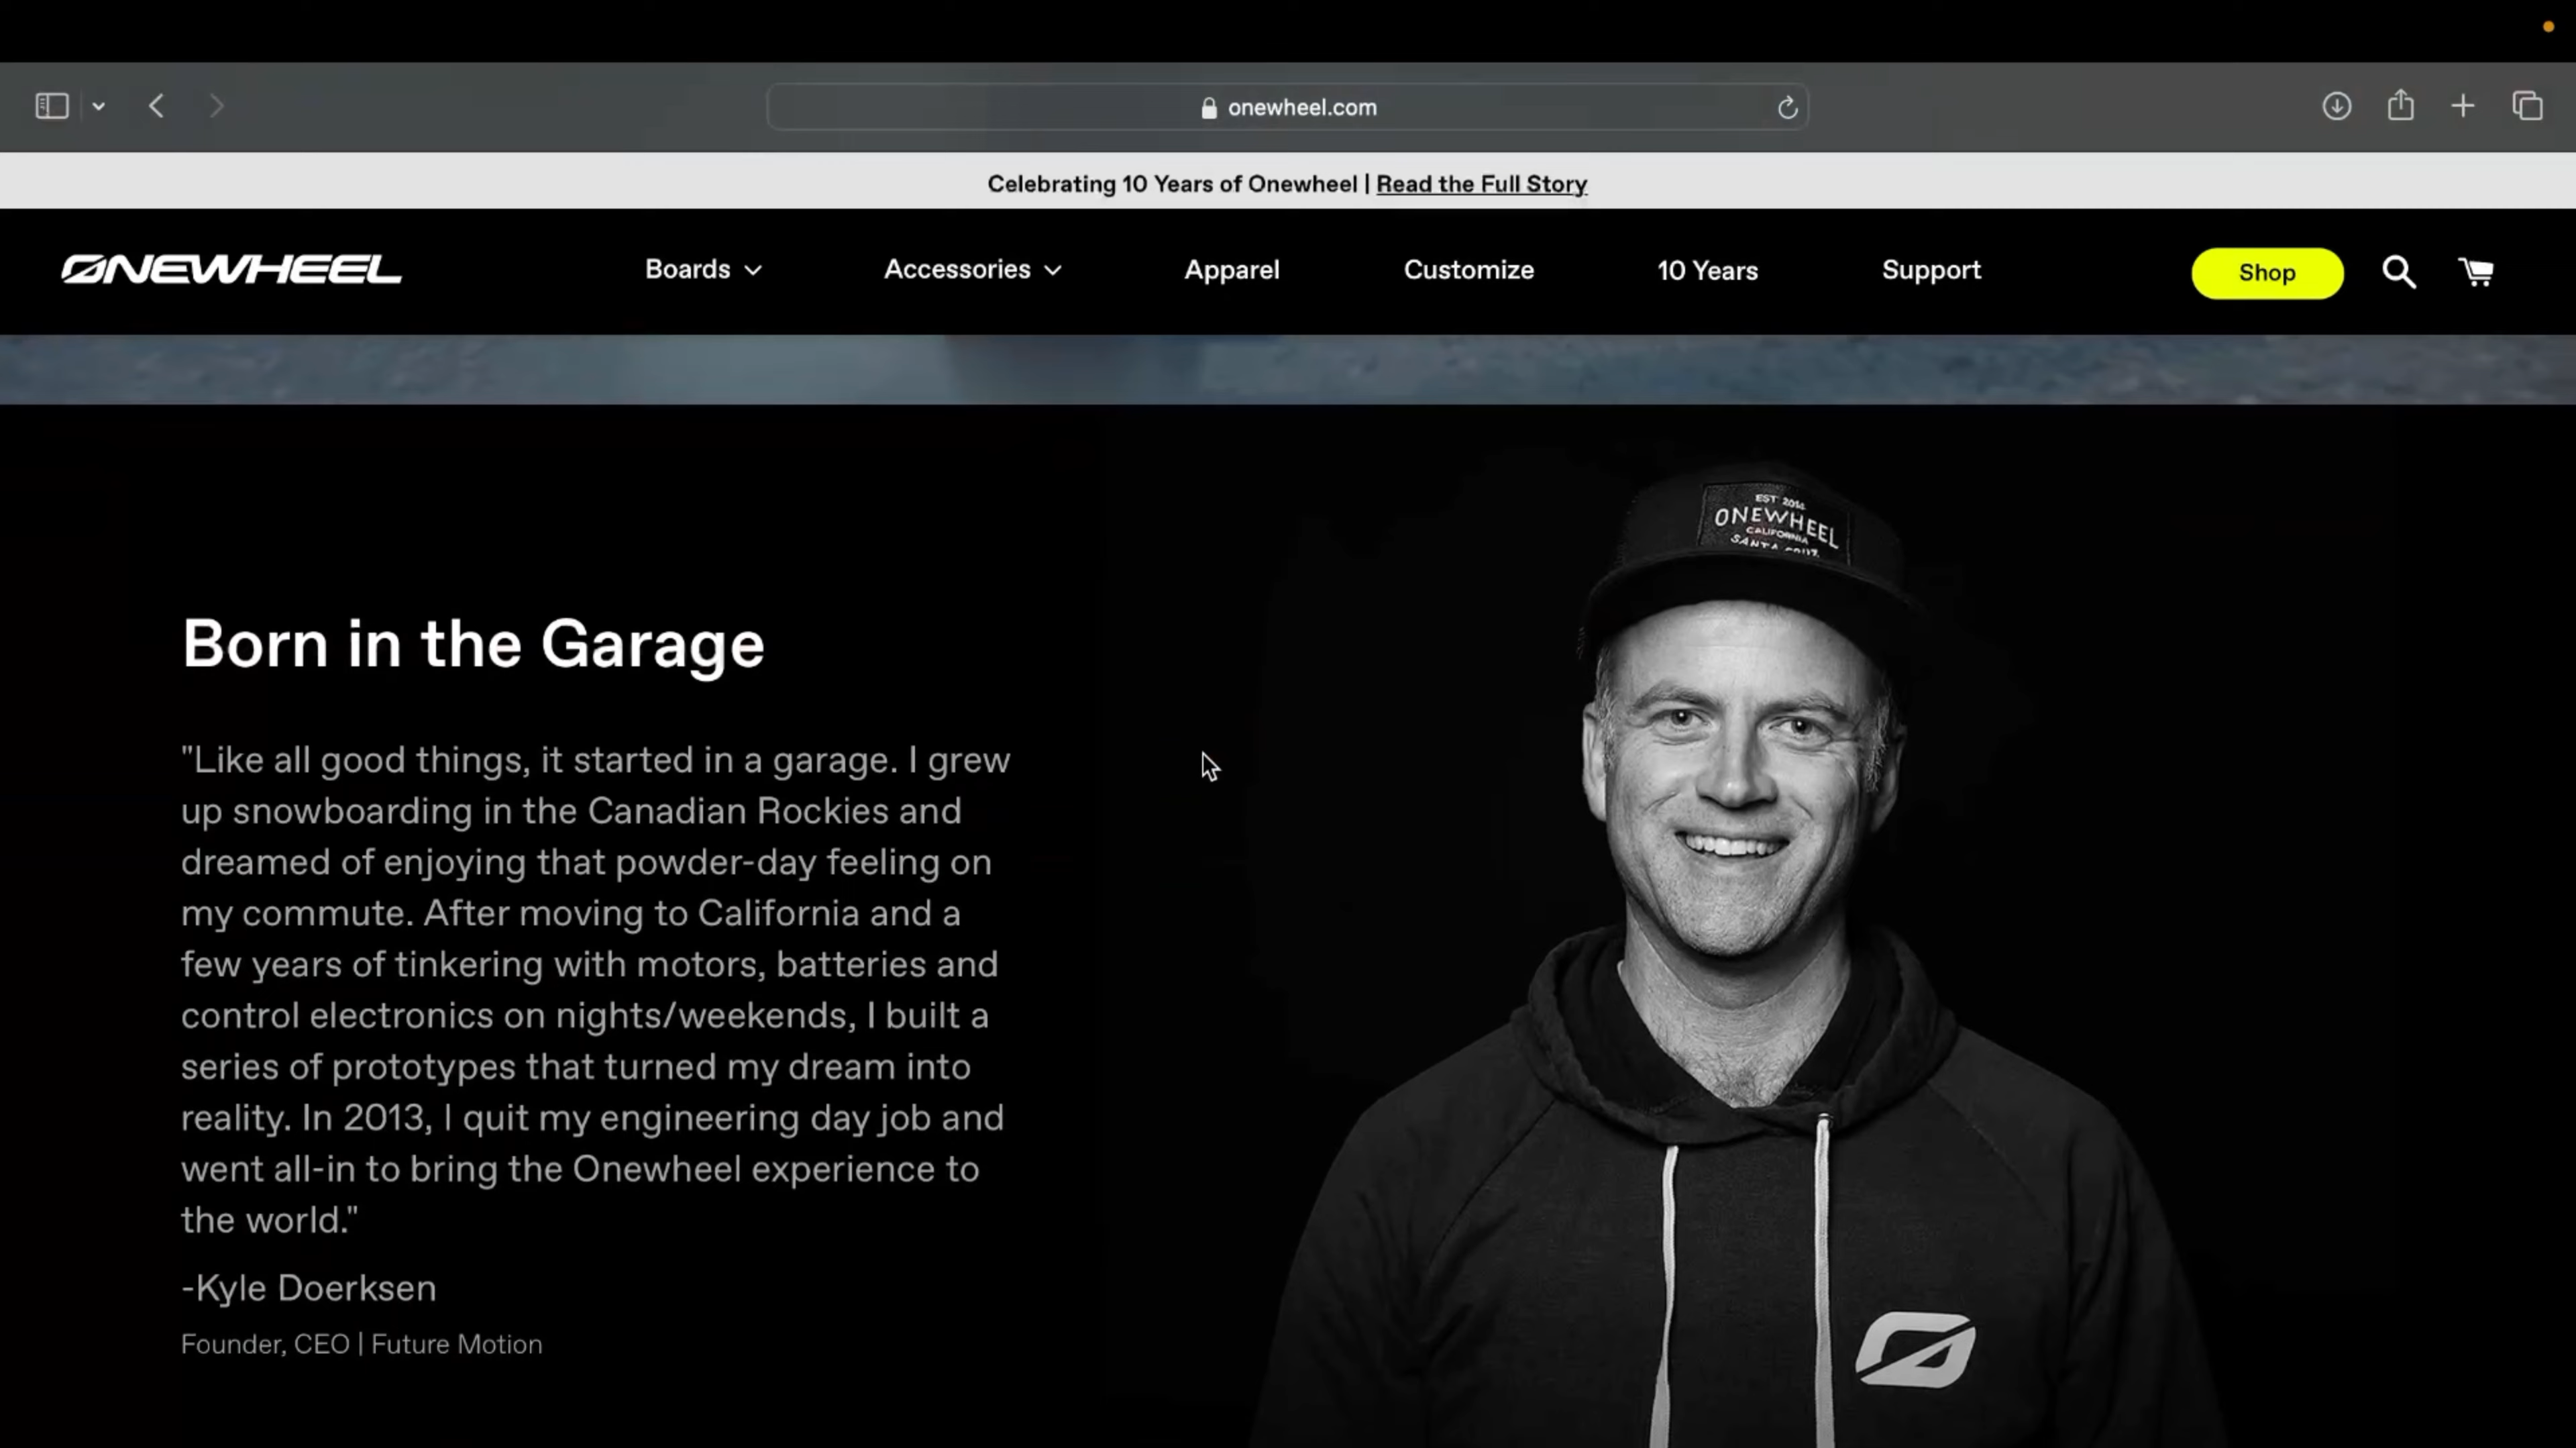 onewheel.com
Celebrating 10 Years of Onewheel | Read the Full Story
ONEWHEEL
Boards
Accessories
Apparel
Customize
10 Years
Support
Shop
EST 2014
ONEWHEEL
CALIFORNIA
SANTA CRUZ
Born in the Garage
"Like all good things, it started in a garage. I grew
up snowboarding in the Canadian Rockies and
dreamed of enjoying that powder-day feeling on
my commute. After moving to California and a
few years of tinkering with motors, batteries and
control electronics on nights/weekends, I built a
series of prototypes that turned my dream into
reality. In 2013, I quit my engineering day job and
went all-in to bring the Onewheel experience to
the world."
-Kyle Doerksen
Founder, CEO | Future Motion